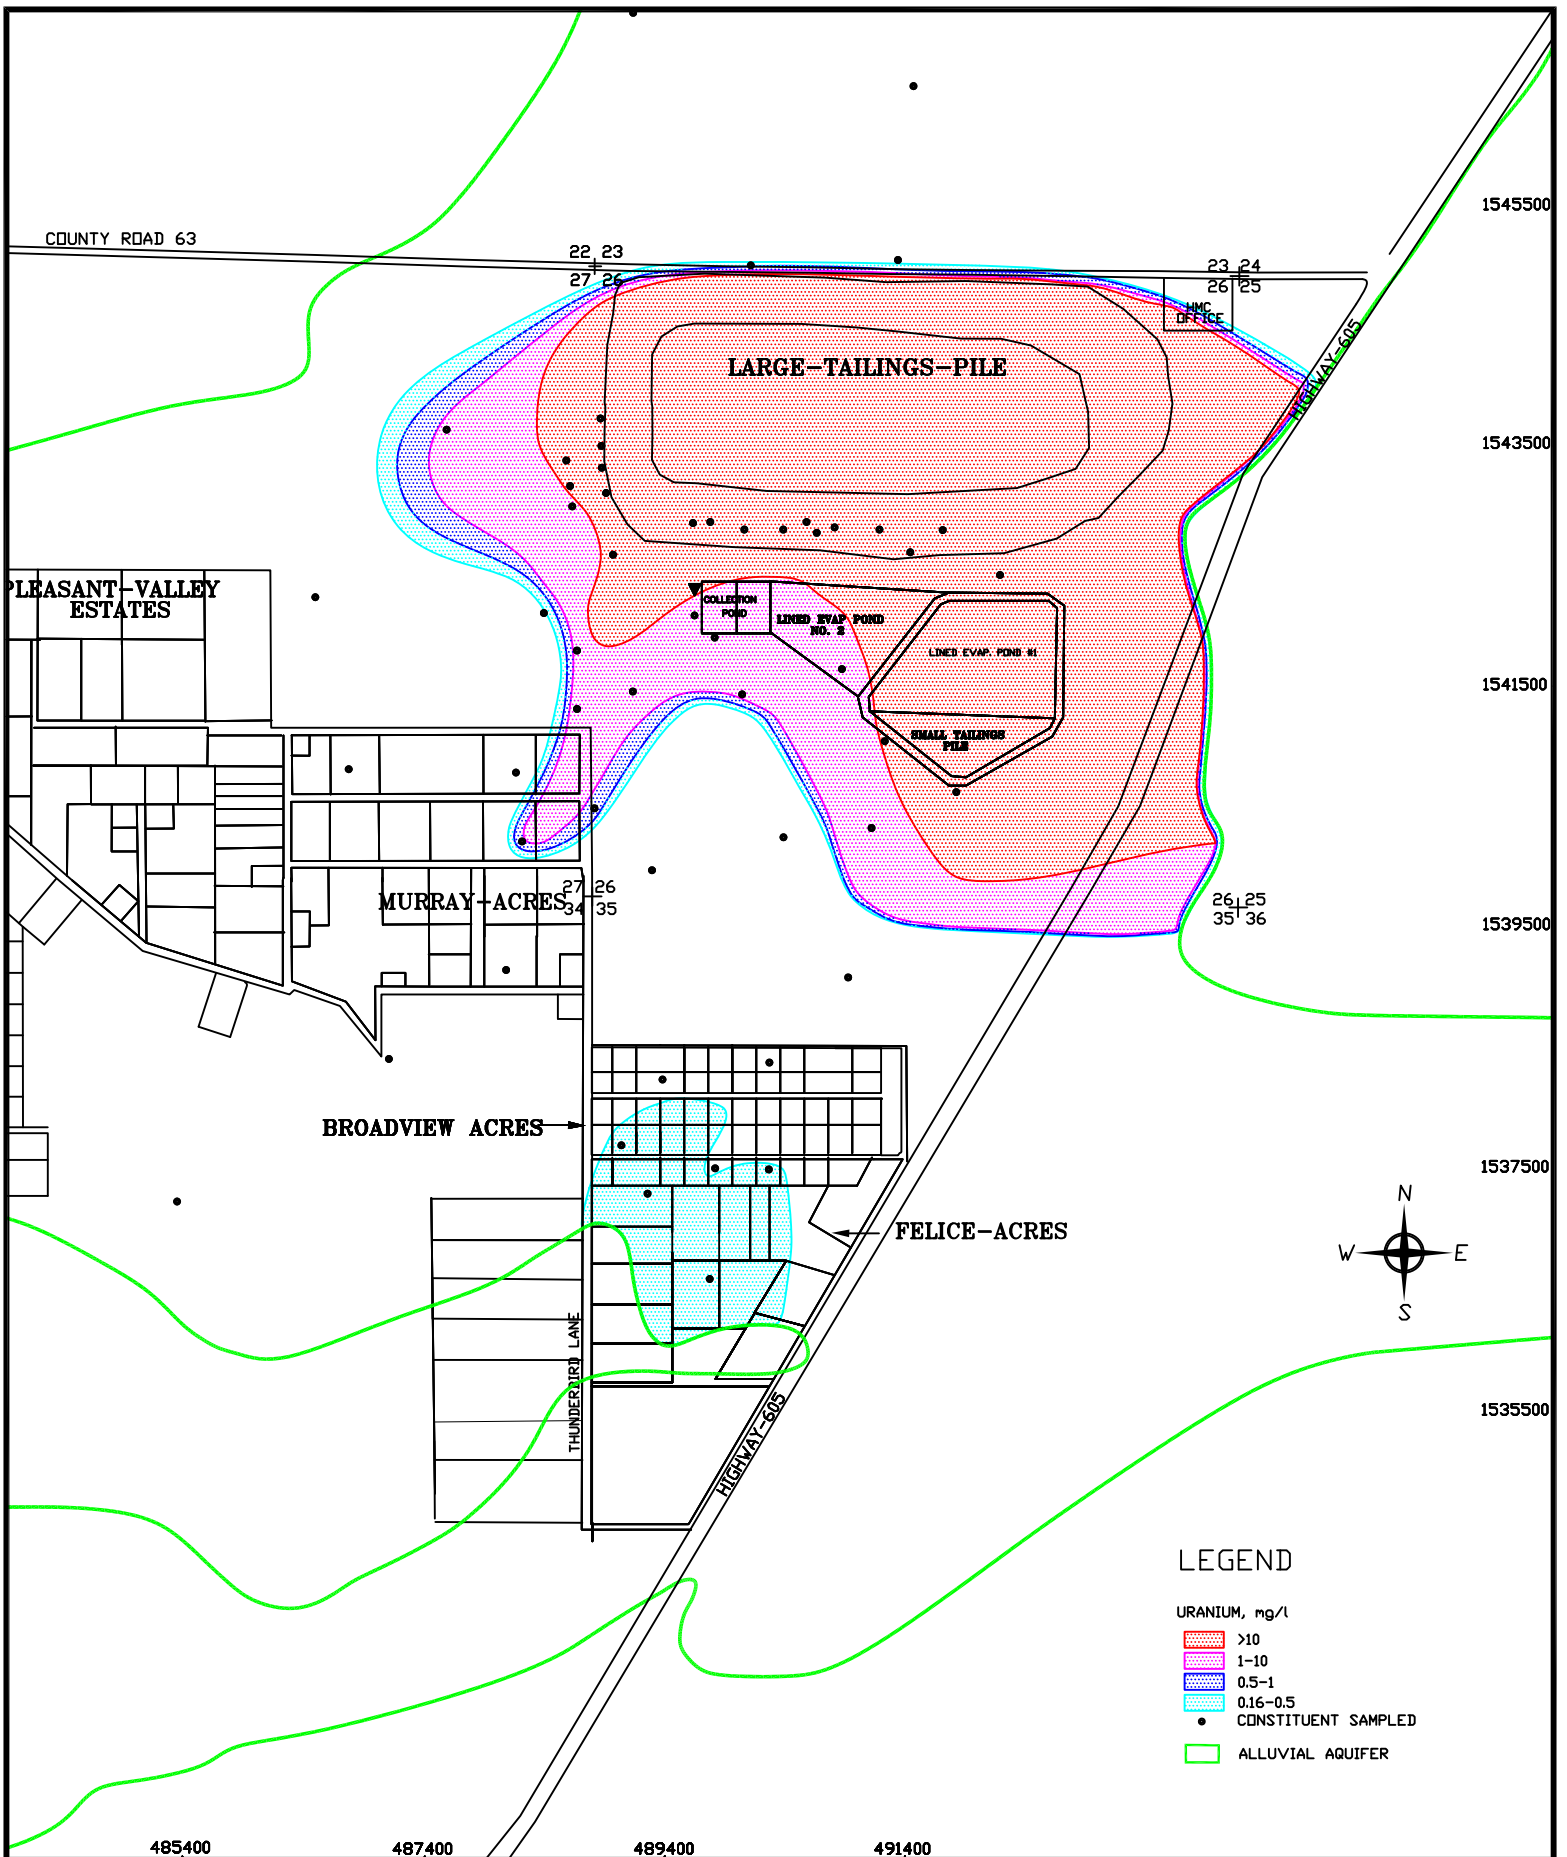 1545500
COUNTY ROAD 63
22 23
27 26
23 24
26 25
HMC
OFFICE
HIGHWAY-605
LARGE-TAILINGS-PILE
1543500
PLEASANT-VALLEY
ESTATES
COLLECTION
POND
LINED EVAP POND
NO. 2
LINED EVAP. POND #1
1541500
SMALL TAILINGS
PILE
MURRAY-ACRES
27 26
34 35
26 25
35 36
1539500
BROADVIEW ACRES
1537500
FELICE-ACRES
N
W
E
S
THUNDERBIRD LANE
HIGHWAY-605
1535500
LEGEND
URANIUM, mg/l
>10
1-10
0.5-1
0.16-0.5
CONSTITUENT SAMPLED
ALLUVIAL AQUIFER
485400
487400
489400
491400